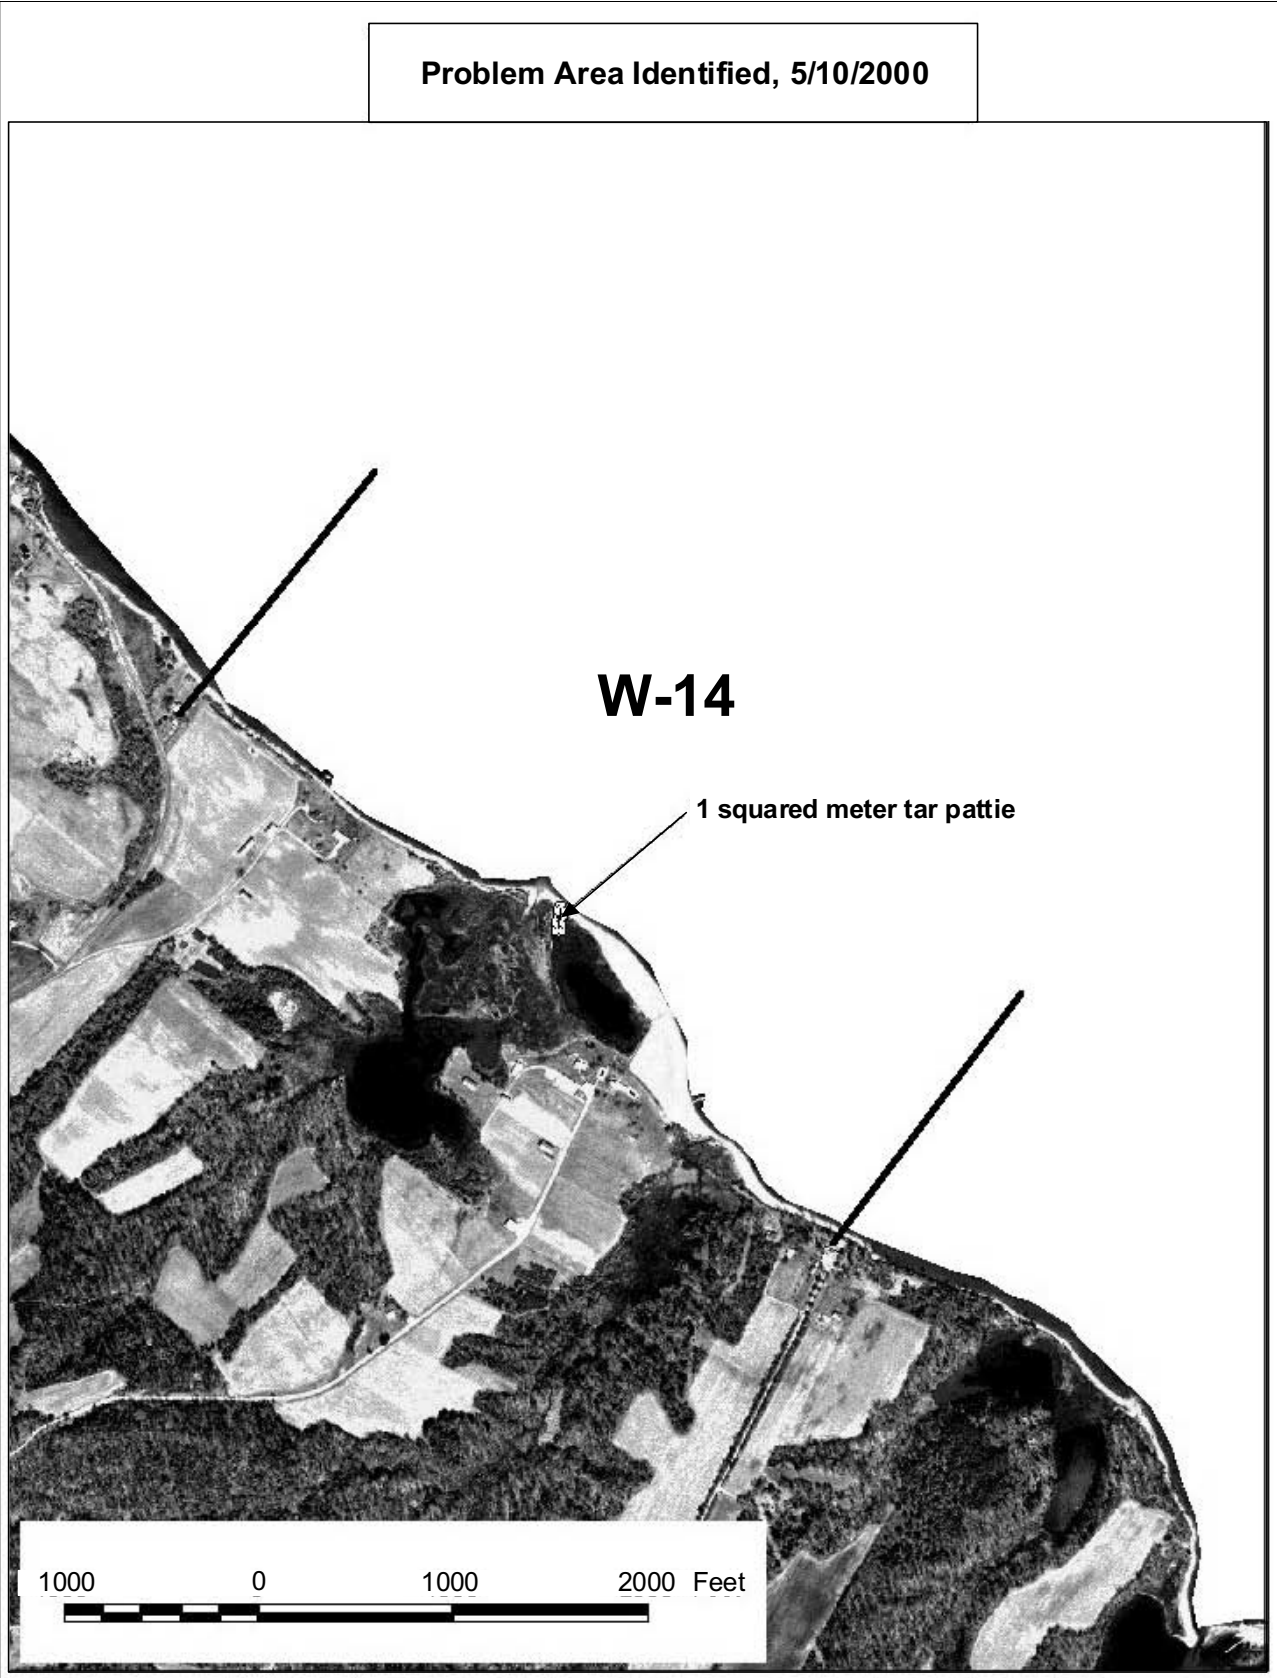 Problem Area Identified, 5/10/2000
W-14
1 squared meter tar pattie
1000 0 1000 2000 Feet